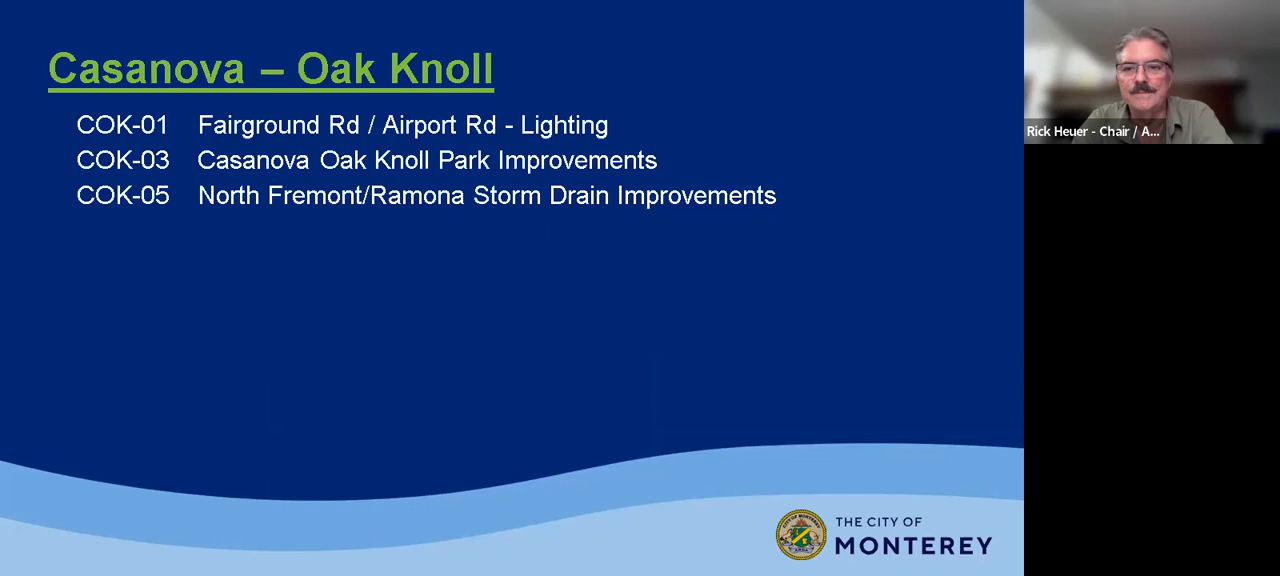 Casanova – Oak Knoll
COK-01 Fairground Rd / Airport Rd - Lighting
COK-03 Casanova Oak Knoll Park Improvements
COK-05 North Fremont/Ramona Storm Drain Improvements
Rick Heuer - Chair / A...
THE CITY OF
MONTEREY